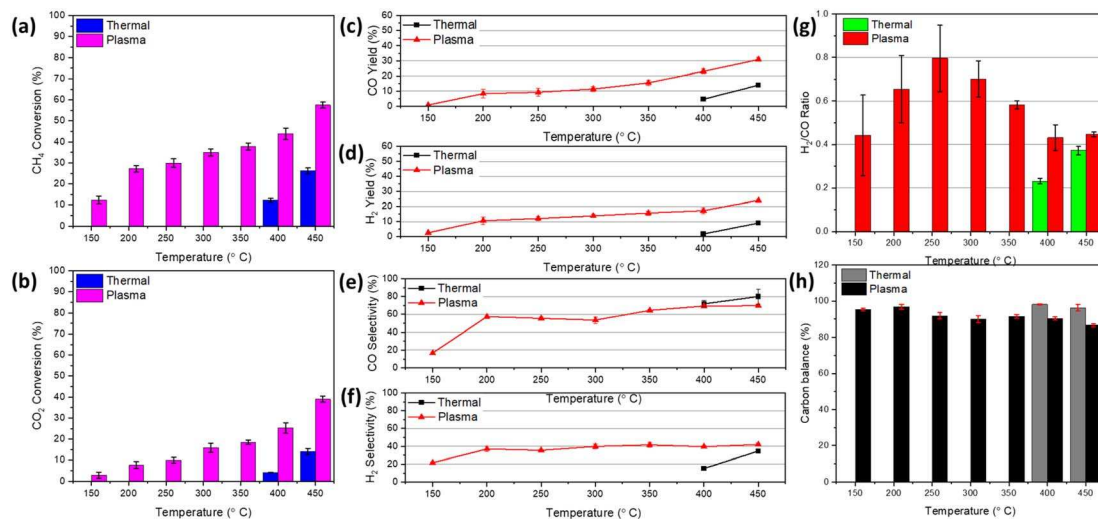 (a)
Thermal
Plasma
100
90
80
70
60
50
40
30
20
10
0
CH4 Conversion (%)
150 200 250 300 350 400 450
Temperature (° C)
(b)
Thermal
Plasma
100
90
80
70
60
50
40
30
20
10
0
CO2 Conversion (%)
150 200 250 300 350 400 450
Temperature (° C)
(c)
Thermal
Plasma
60
50
40
30
20
10
0
CO Yield (%)
150 200 250 300 350 400 450
Temperature (° C)
(d)
Thermal
Plasma
60
50
40
30
20
10
0
H2 Yield (%)
150 200 250 300 350 400 450
Temperature (° C)
(e)
Thermal
Plasma
100
80
60
40
20
0
CO Selectivity (%)
150 200 250 300 350 400 450
Temperature (° C)
(f)
Thermal
Plasma
100
80
60
40
20
0
H2 Selectivity (%)
150 200 250 300 350 400 450
Temperature (° C)
(g)
Thermal
Plasma
1.0
0.8
0.6
0.4
0.2
0.0
H2/CO Ratio
150 200 250 300 350 400 450
Temperature (° C)
(h)
Thermal
Plasma
120
100
80
60
40
20
0
Carbon balance (%)
150 200 250 300 350 400 450
Temperature (° C)